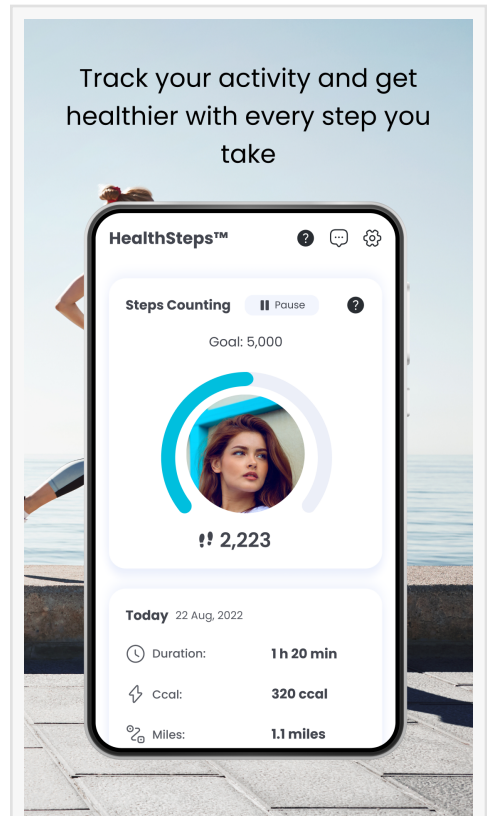 Track your activity and get
healthier with every step you
take
HealthSteps™
Steps Counting Pause
Goal: 5,000
2,223
Today 22 Aug, 2022
Duration: 1 h 20 min
Ccal: 320 ccal
Miles: 1.1 miles